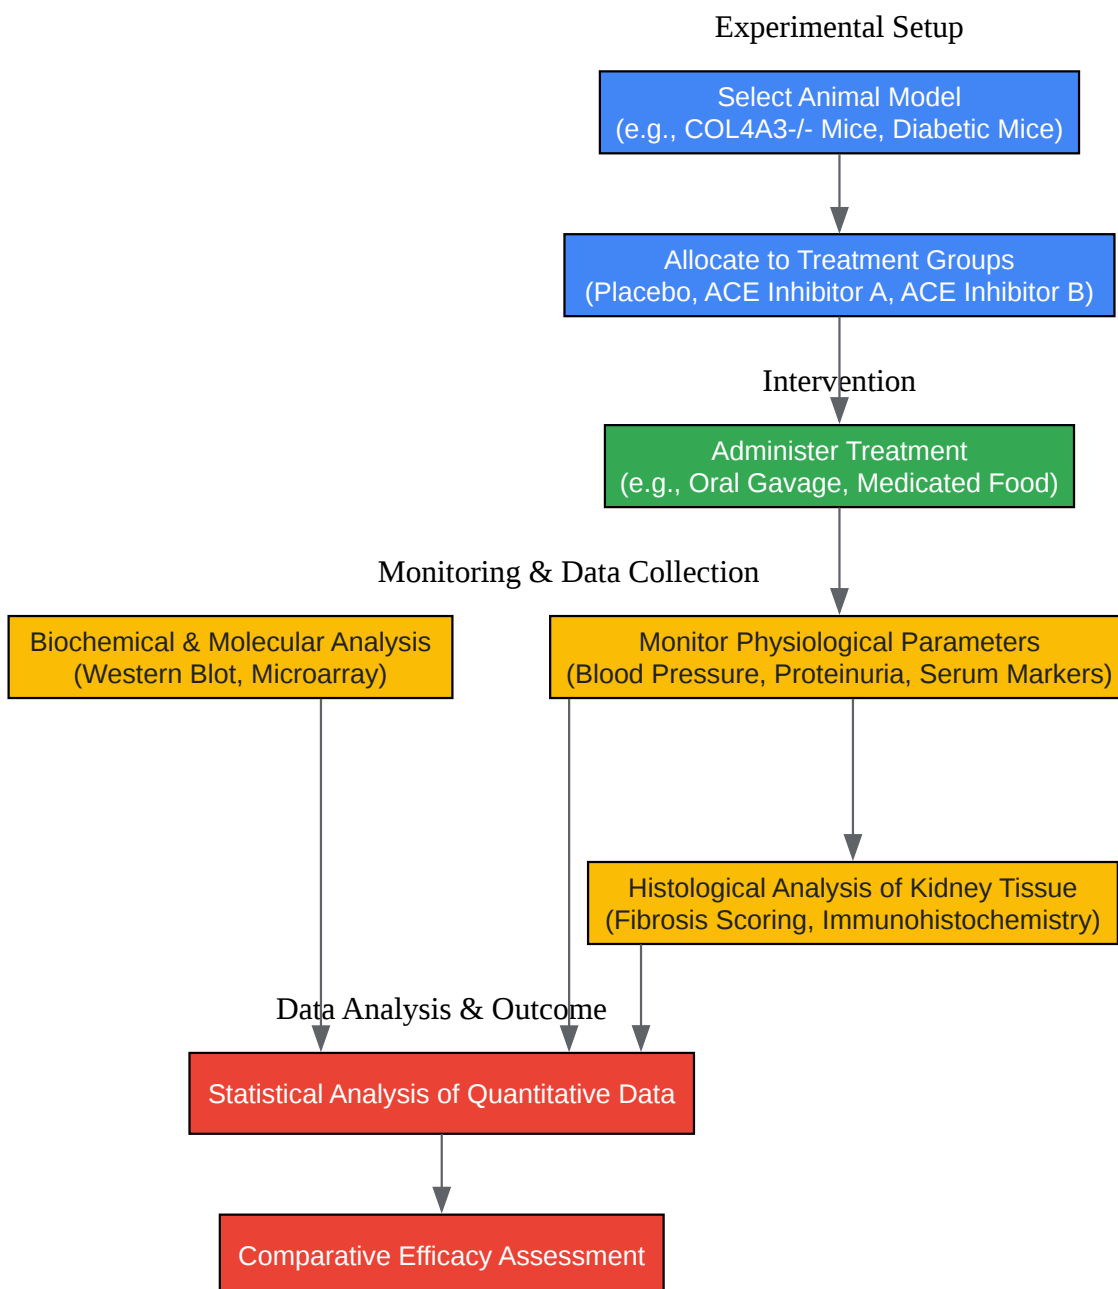 Experimental Setup
Select Animal Model
(e.g., COL4A3-/- Mice, Diabetic Mice)
Allocate to Treatment Groups
(Placebo, ACE Inhibitor A, ACE Inhibitor B)
Intervention
Administer Treatment
(e.g., Oral Gavage, Medicated Food)
Monitoring & Data Collection
Biochemical & Molecular Analysis
(Western Blot, Microarray)
Monitor Physiological Parameters
(Blood Pressure, Proteinuria, Serum Markers)
Histological Analysis of Kidney Tissue
(Fibrosis Scoring, Immunohistochemistry)
Data Analysis & Outcome
Statistical Analysis of Quantitative Data
Comparative Efficacy Assessment